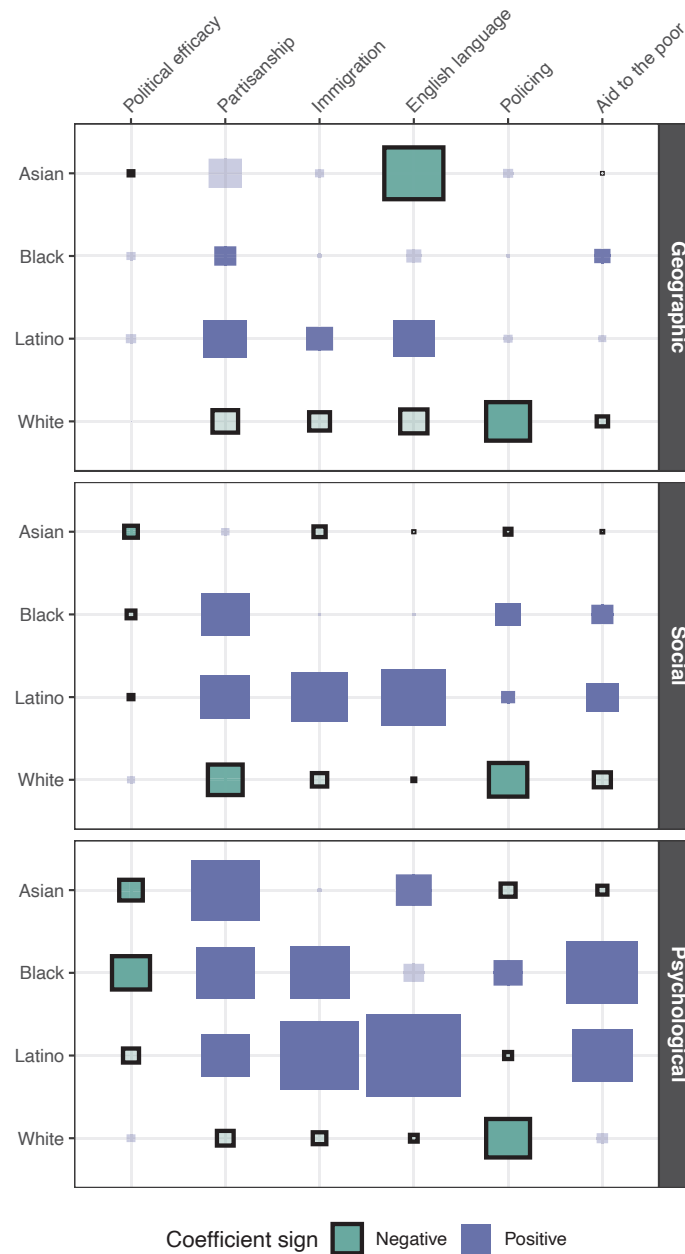 Political efficacy
Partisanship
Immigration
English language
Policing
Aid to the poor
Asian
Black
Latino
White
Geographic
Asian
Black
Latino
White
Social
Asian
Black
Latino
White
Psychological
Coefficient sign Negative Positive